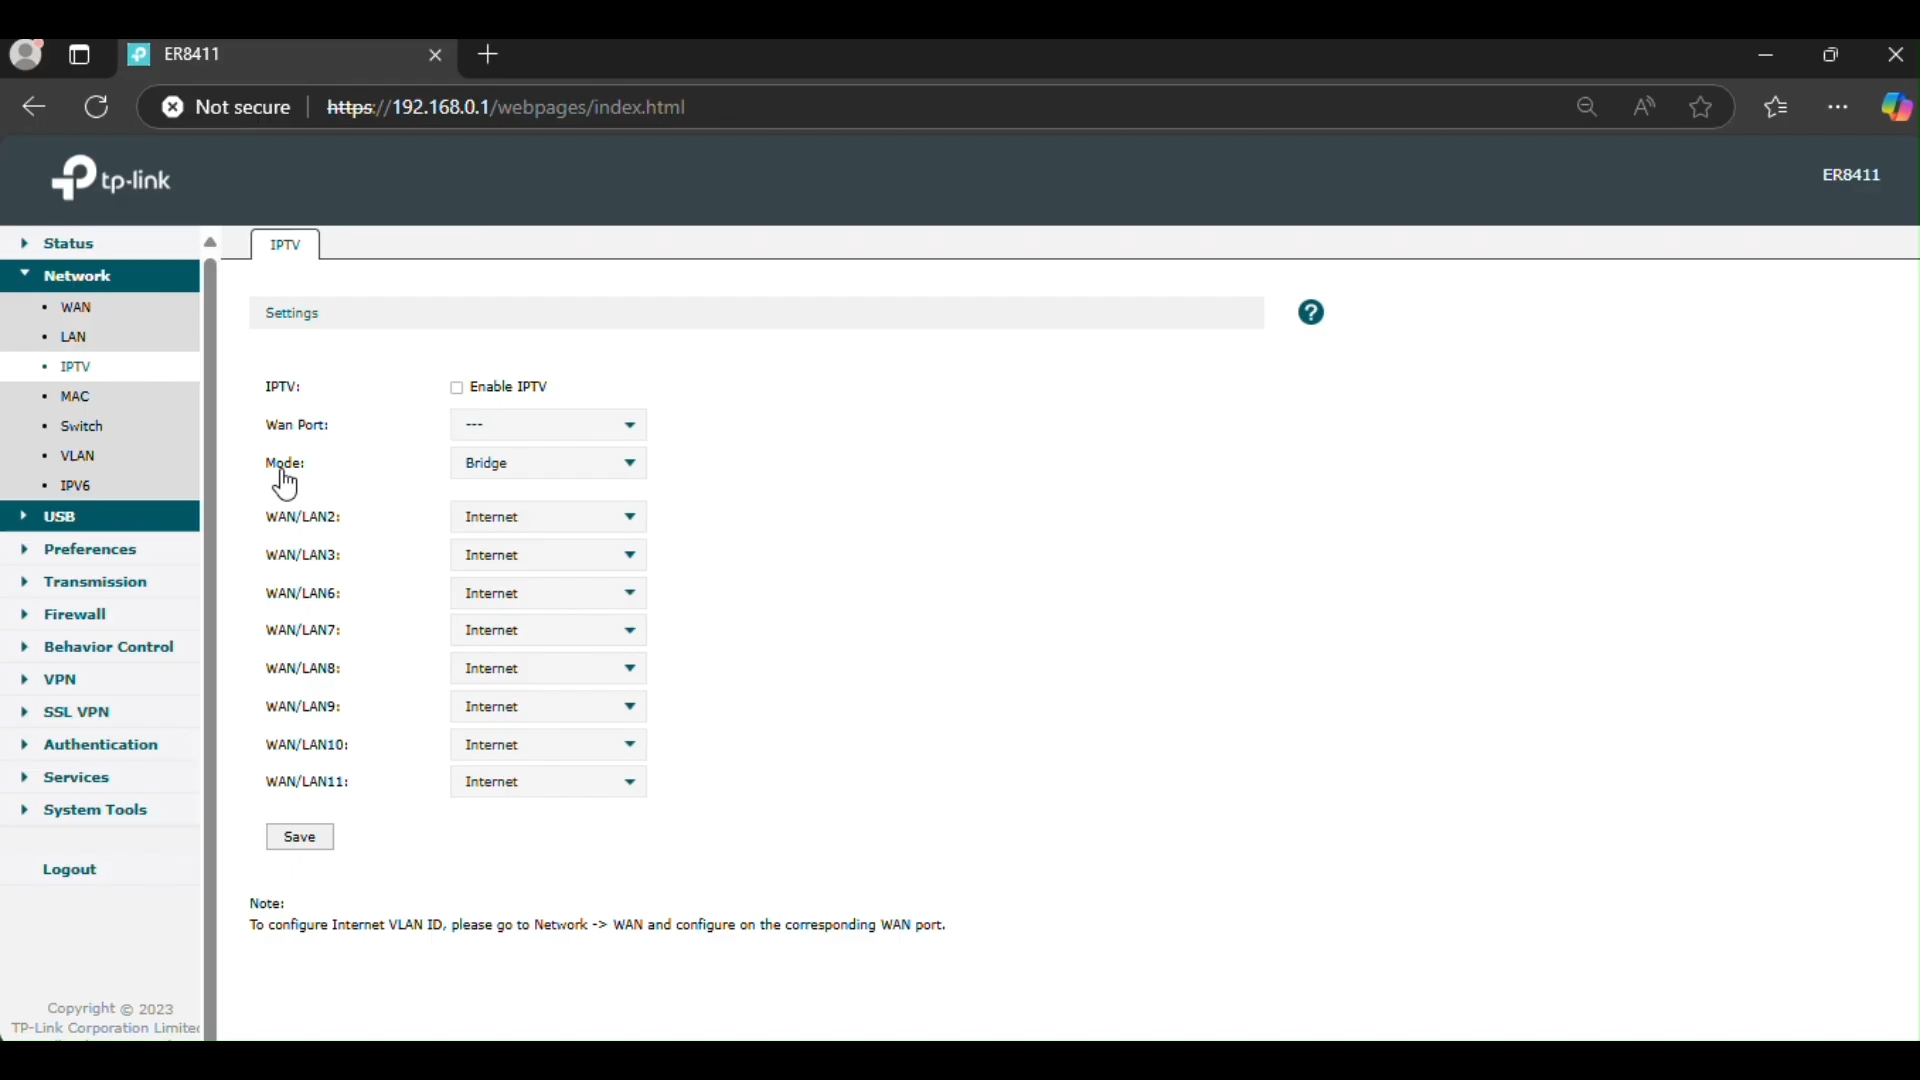 ER8411
Not secure https://192.168.0.1/webpages/index.html
tp-link
ER8411
Status
Network
WAN
LAN
IPTV
MAC
Switch
VLAN
IPV6
USB
Preferences
Transmission
Firewall
Behavior Control
VPN
SSL VPN
Authentication
Services
System Tools
Logout
Copyright © 2023
TP-Link Corporation Limited
IPTV
Settings
?
IPTV: Enable IPTV
Wan Port: ---
Mode: Bridge
WAN/LAN2: Internet
WAN/LAN3: Internet
WAN/LAN6: Internet
WAN/LAN7: Internet
WAN/LAN8: Internet
WAN/LAN9: Internet
WAN/LAN10: Internet
WAN/LAN11: Internet
Save
Note:
To configure Internet VLAN ID, please go to Network -> WAN and configure on the corresponding WAN port.